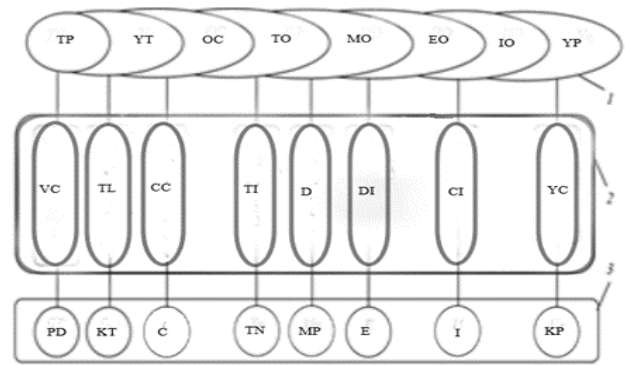 TP YT OC TO MO EO IO YP
1
VC TL CC TI D DI CI YC
2
3
PD KT C TN MP E I KP